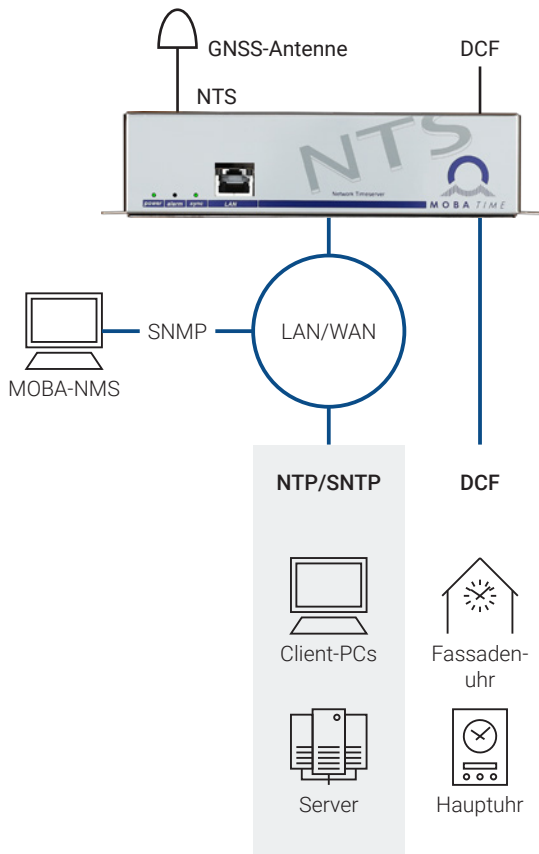 GNSS-Antenne
DCF
NTS
NTS
Network Timeserver
power alarm sync LAN
MOBA TIME
SNMP
LAN/WAN
MOBA-NMS
NTP/SNTP
DCF
Client-PCs
Fassaden-
uhr
Server
Hauptuhr